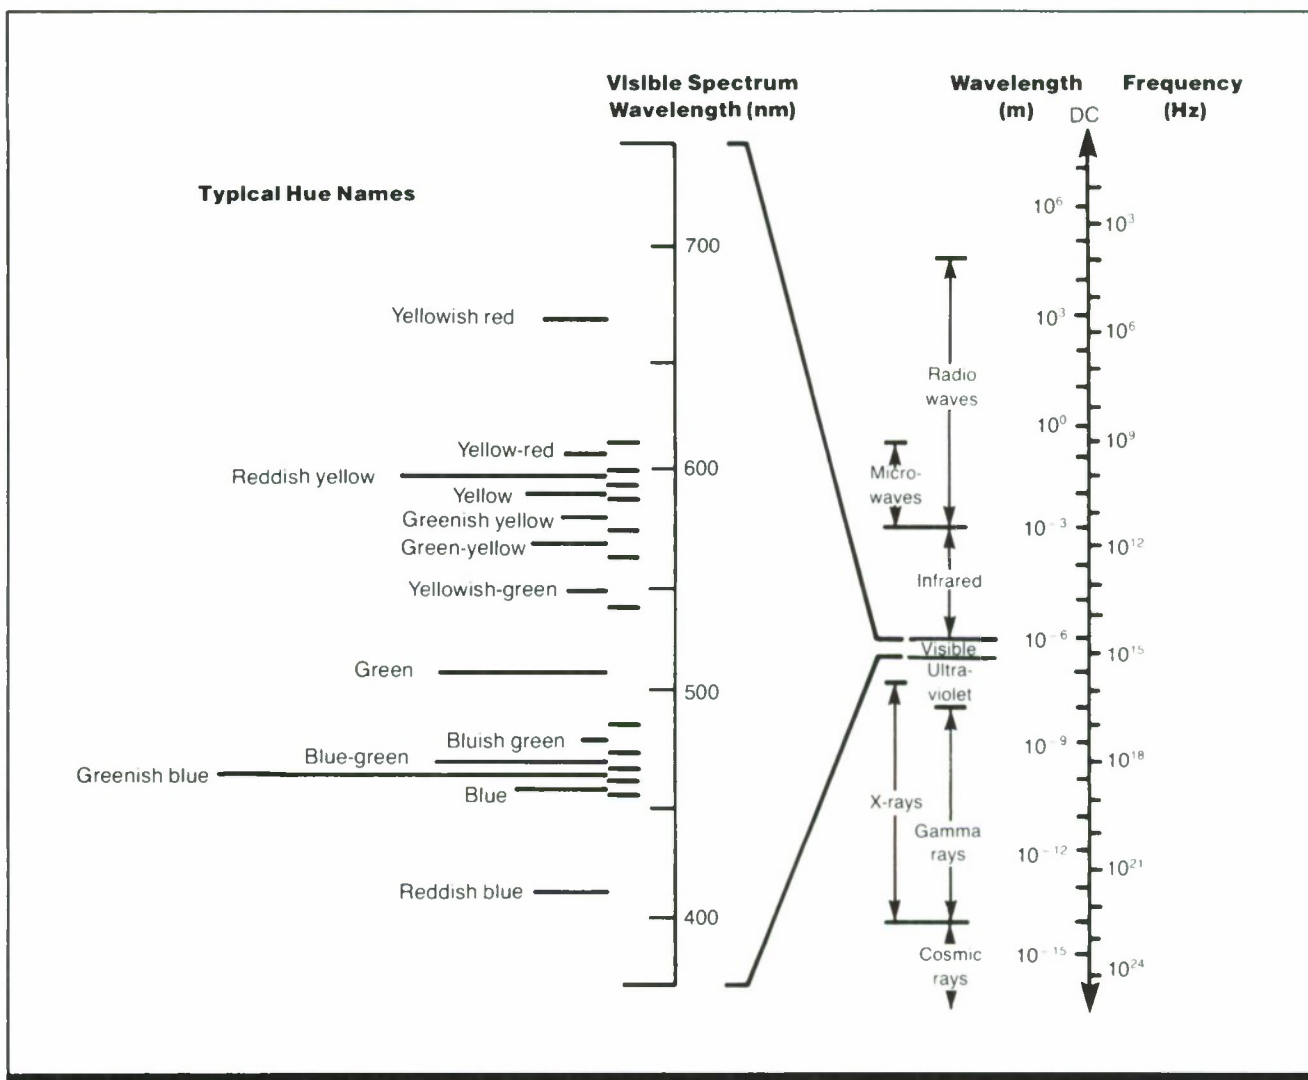 Visible Spectrum
Wavelength (nm)
Wavelength
(m)
DC
Frequency
(Hz)
Typical Hue Names
700
Yellowish red
Yellow-red
600
Reddish yellow
Yellow
Greenish yellow
Green-yellow
Yellowish-green
Green
500
Bluish green
Blue-green
Greenish blue
Blue
Reddish blue
400
Radio
waves
Micro-
waves
Infrared
Visible
Ultra-
violet
X-rays
Gamma
rays
Cosmic
rays
10⁶
10³
10⁰
10⁻³
10⁻⁶
10⁻⁹
10⁻¹²
10⁻¹⁵
10³
10⁶
10⁹
10¹²
10¹⁵
10¹⁸
10²¹
10²⁴